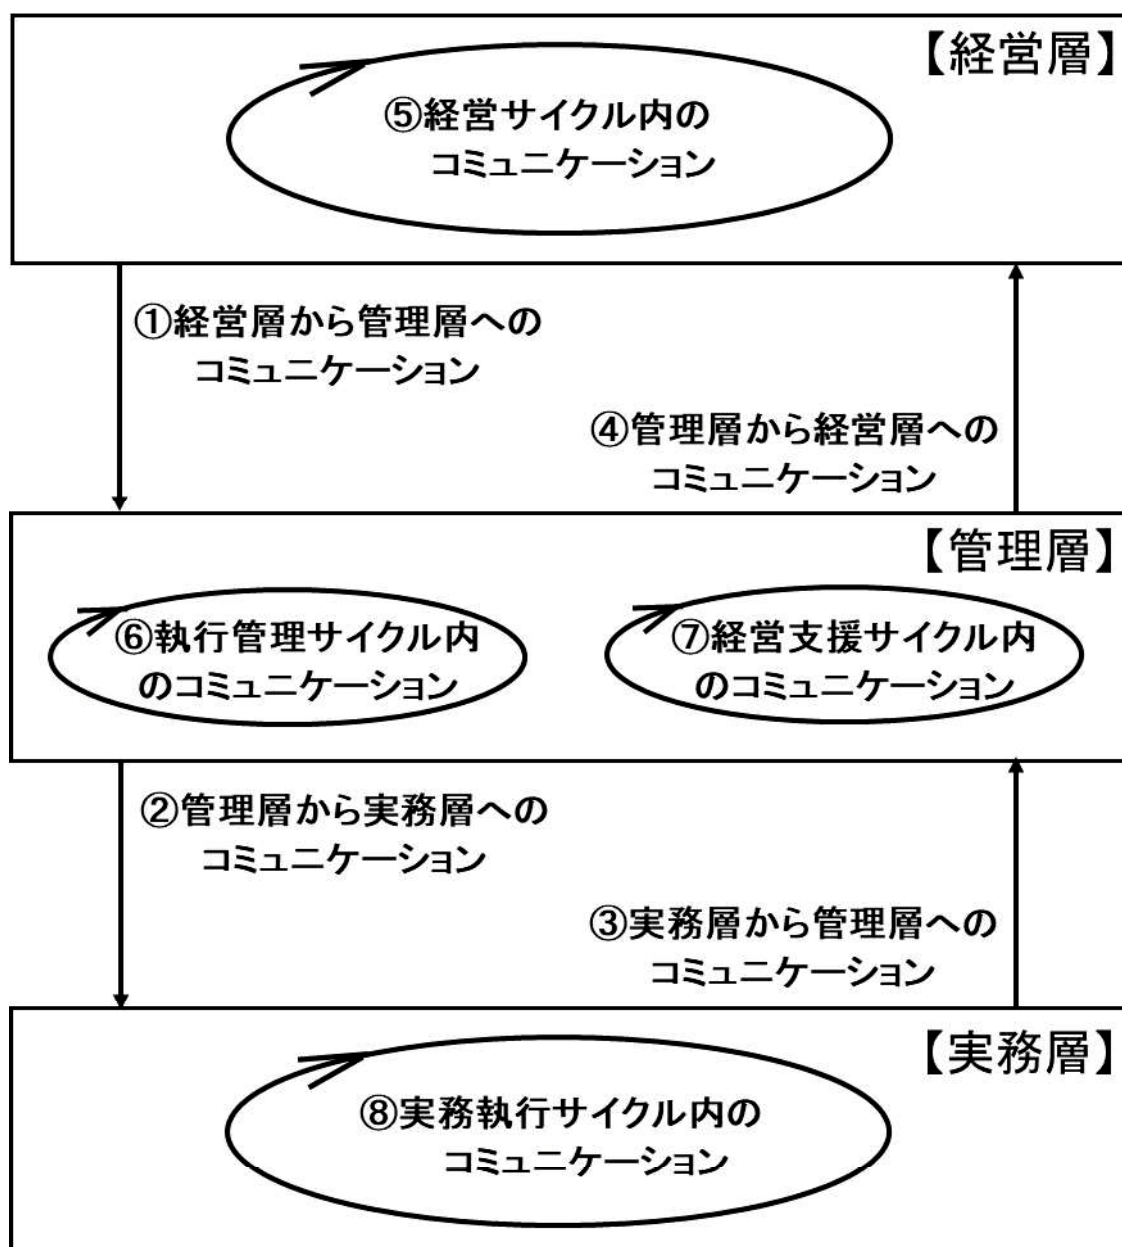 【経営層】
⑤経営サイクル内の
コミュニケーション
①経営層から管理層への
コミュニケーション
④管理層から経営層への
コミュニケーション
【管理層】
⑥執行管理サイクル内
のコミュニケーション
⑦経営支援サイクル内
のコミュニケーション
②管理層から実務層への
コミュニケーション
③実務層から管理層への
コミュニケーション
【実務層】
⑧実務執行サイクル内の
コミュニケーション